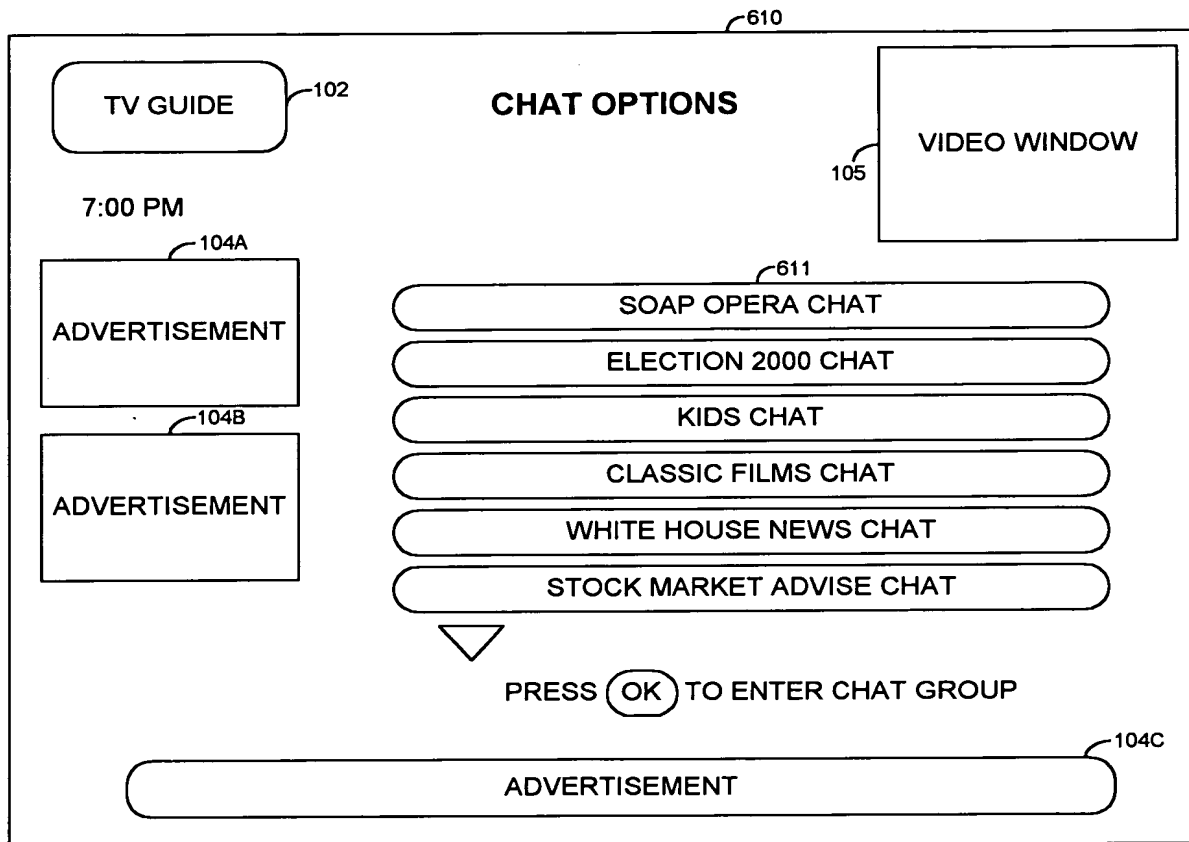 610
TV GUIDE
102
CHAT OPTIONS
VIDEO WINDOW
105
7:00 PM
104A
ADVERTISEMENT
104B
ADVERTISEMENT
611
SOAP OPERA CHAT
ELECTION 2000 CHAT
KIDS CHAT
CLASSIC FILMS CHAT
WHITE HOUSE NEWS CHAT
STOCK MARKET ADVISE CHAT
PRESS OK TO ENTER CHAT GROUP
104C
ADVERTISEMENT